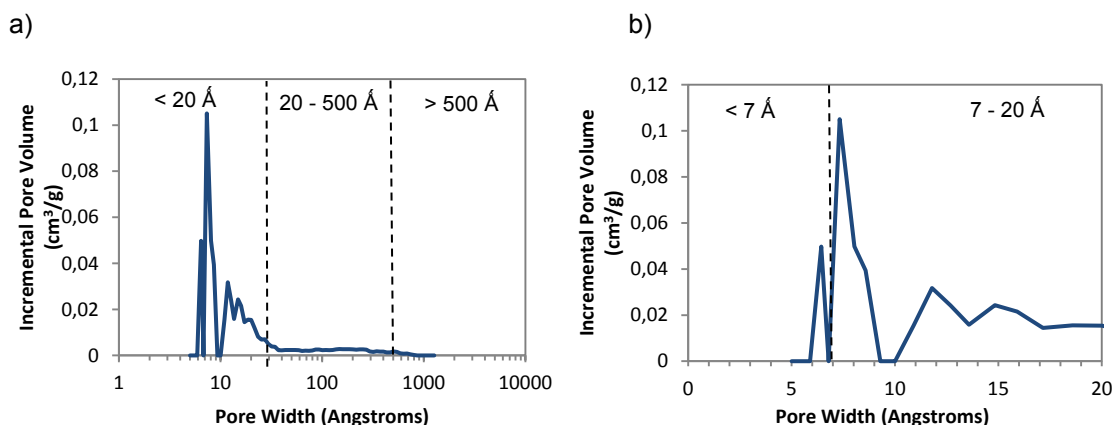 a)
Incremental Pore Volume
(cm³/g)
0,12
0,1
0,08
0,06
0,04
0,02
0
< 20 Ǻ
20 - 500 Ǻ
> 500 Ǻ
1
10
100
1000
10000
Pore Width (Angstroms)
b)
Incremental Pore Volume
(cm³/g)
0,12
0,1
0,08
0,06
0,04
0,02
0
< 7 Ǻ
7 - 20 Ǻ
0
5
10
15
20
Pore Width (Angstroms)